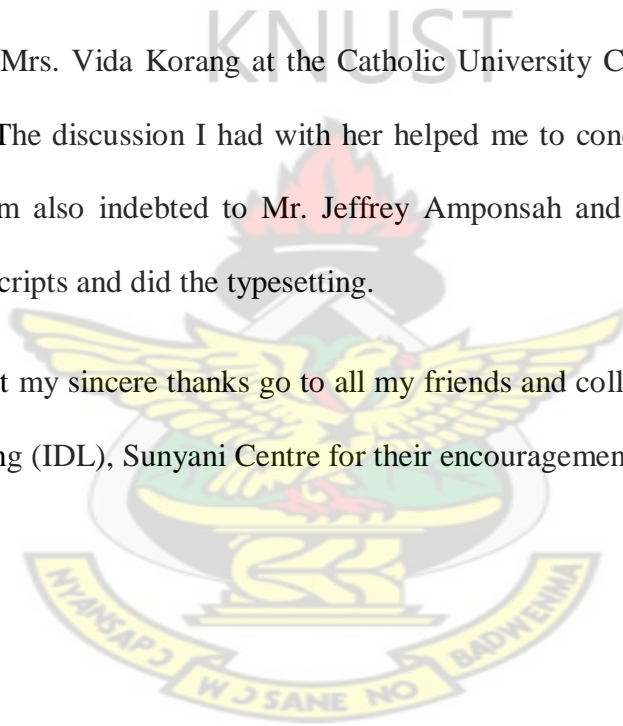 KNUST
Mrs. Vida Korang at the Catholic University C
The discussion I had with her helped me to con
also indebted to Mr. Jeffrey Amponsah and
cripts and did the typesetting.
t my sincere thanks go to all my friends and coll
ng (IDL), Sunyani Centre for their encouragemen
NYANSAPƆ WƆSANE NO BADWENMA